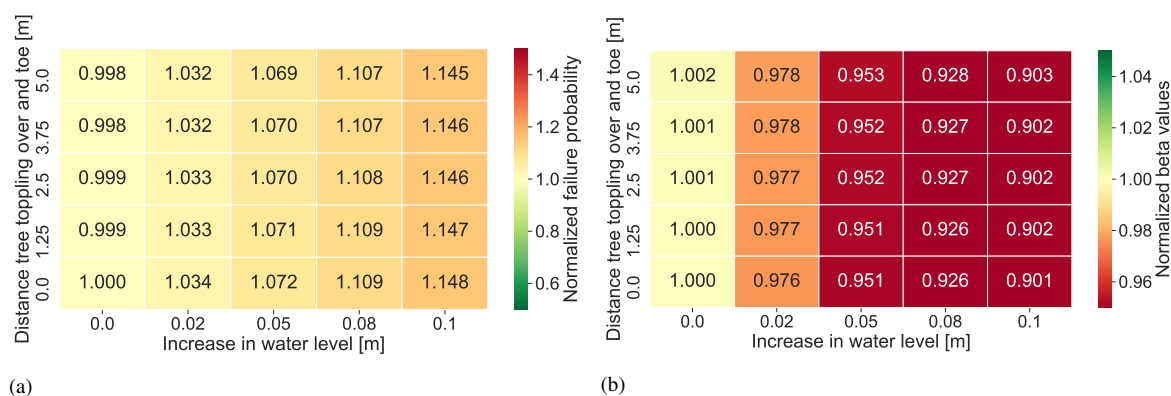 Distance tree toppling over and toe [m]
5.0 0.998 1.032 1.069 1.107 1.145
3.75 0.998 1.032 1.070 1.107 1.146
2.5 0.999 1.033 1.070 1.108 1.146
1.25 0.999 1.033 1.071 1.109 1.147
0.0 1.000 1.034 1.072 1.109 1.148
0.0 0.02 0.05 0.08 0.1
Increase in water level [m]
1.4
1.2
1.0
0.8
0.6
Normalized failure probability
(a)
Distance tree toppling over and toe [m]
5.0 1.002 0.978 0.953 0.928 0.903
3.75 1.001 0.978 0.952 0.927 0.902
2.5 1.001 0.977 0.952 0.927 0.902
1.25 1.000 0.977 0.951 0.926 0.902
0.0 1.000 0.976 0.951 0.926 0.901
0.0 0.02 0.05 0.08 0.1
Increase in water level [m]
1.04
1.02
1.00
0.98
0.96
Normalized beta values
(b)